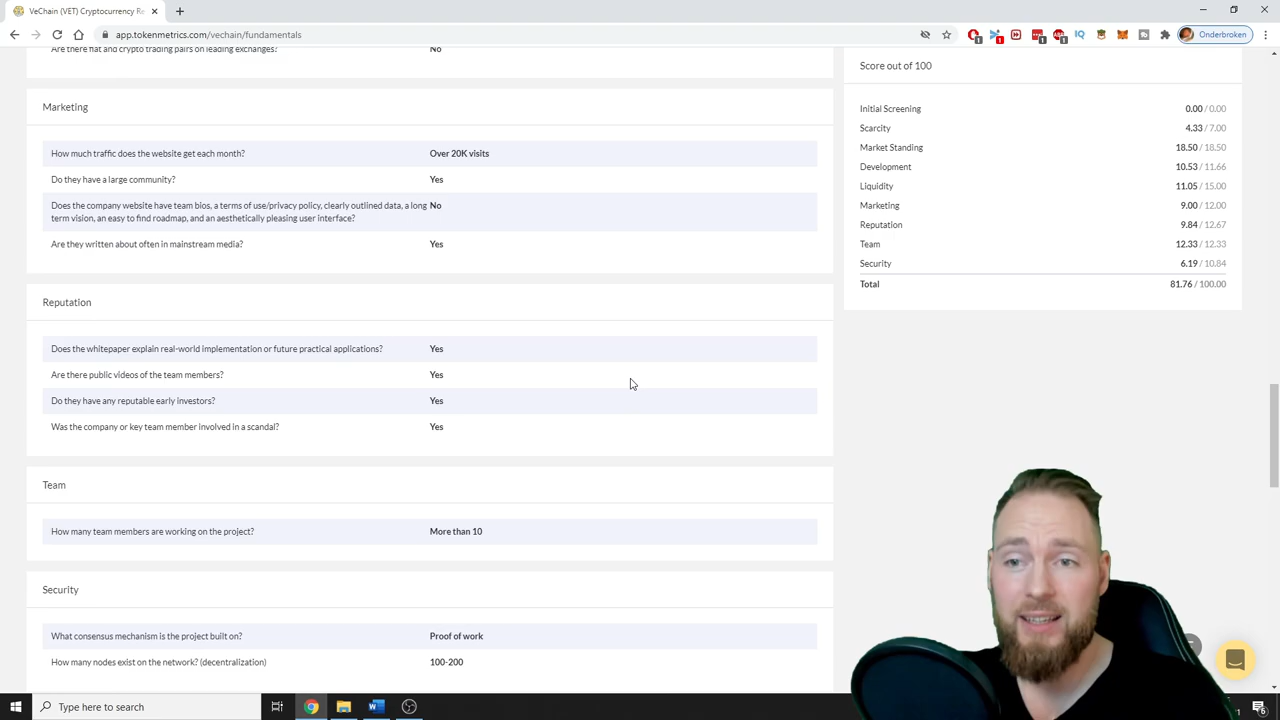 VeChain (VET) Cryptocurrency Re
app.tokenmetrics.com/vechain/fundamentals
Onderbroken
Are there fiat and crypto trading pairs on leading exchanges? No
Marketing
How much traffic does the website get each month? Over 20K visits
Do they have a large community? Yes
Does the company website have team bios, a terms of use/privacy policy, clearly outlined data, a long No
term vision, an easy to find roadmap, and an aesthetically pleasing user interface?
Are they written about often in mainstream media? Yes
Reputation
Does the whitepaper explain real-world implementation or future practical applications? Yes
Are there public videos of the team members? Yes
Do they have any reputable early investors? Yes
Was the company or key team member involved in a scandal? Yes
Team
How many team members are working on the project? More than 10
Security
What consensus mechanism is the project built on? Proof of work
How many nodes exist on the network? (decentralization) 100-200
Score out of 100
Initial Screening 0.00 / 0.00
Scarcity 4.33 / 7.00
Market Standing 18.50 / 18.50
Development 10.53 / 11.66
Liquidity 11.05 / 15.00
Marketing 9.00 / 12.00
Reputation 9.84 / 12.67
Team 12.33 / 12.33
Security 6.19 / 10.84
Total 81.76 / 100.00
Type here to search